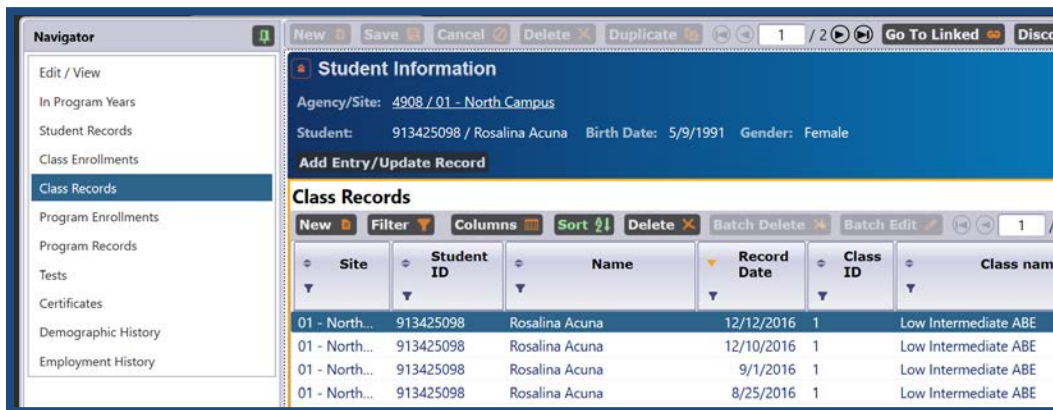 Navigator
Edit / View
In Program Years
Student Records
Class Enrollments
Class Records
Program Enrollments
Program Records
Tests
Certificates
Demographic History
Employment History
New Save Cancel Delete Duplicate 1 / 2 Go To Linked Disco
Student Information
Agency/Site: 4908 / 01 - North Campus
Student: 913425098 / Rosalina Acuna Birth Date: 5/9/1991 Gender: Female
Add Entry/Update Record
Class Records
New Filter Columns Sort Delete Batch Delete Batch Edit 1 /
Site Student ID Name Record Date Class ID Class nam
01 - North... 913425098 Rosalina Acuna 12/12/2016 1 Low Intermediate ABE
01 - North... 913425098 Rosalina Acuna 12/10/2016 1 Low Intermediate ABE
01 - North... 913425098 Rosalina Acuna 9/1/2016 1 Low Intermediate ABE
01 - North... 913425098 Rosalina Acuna 8/25/2016 1 Low Intermediate ABE